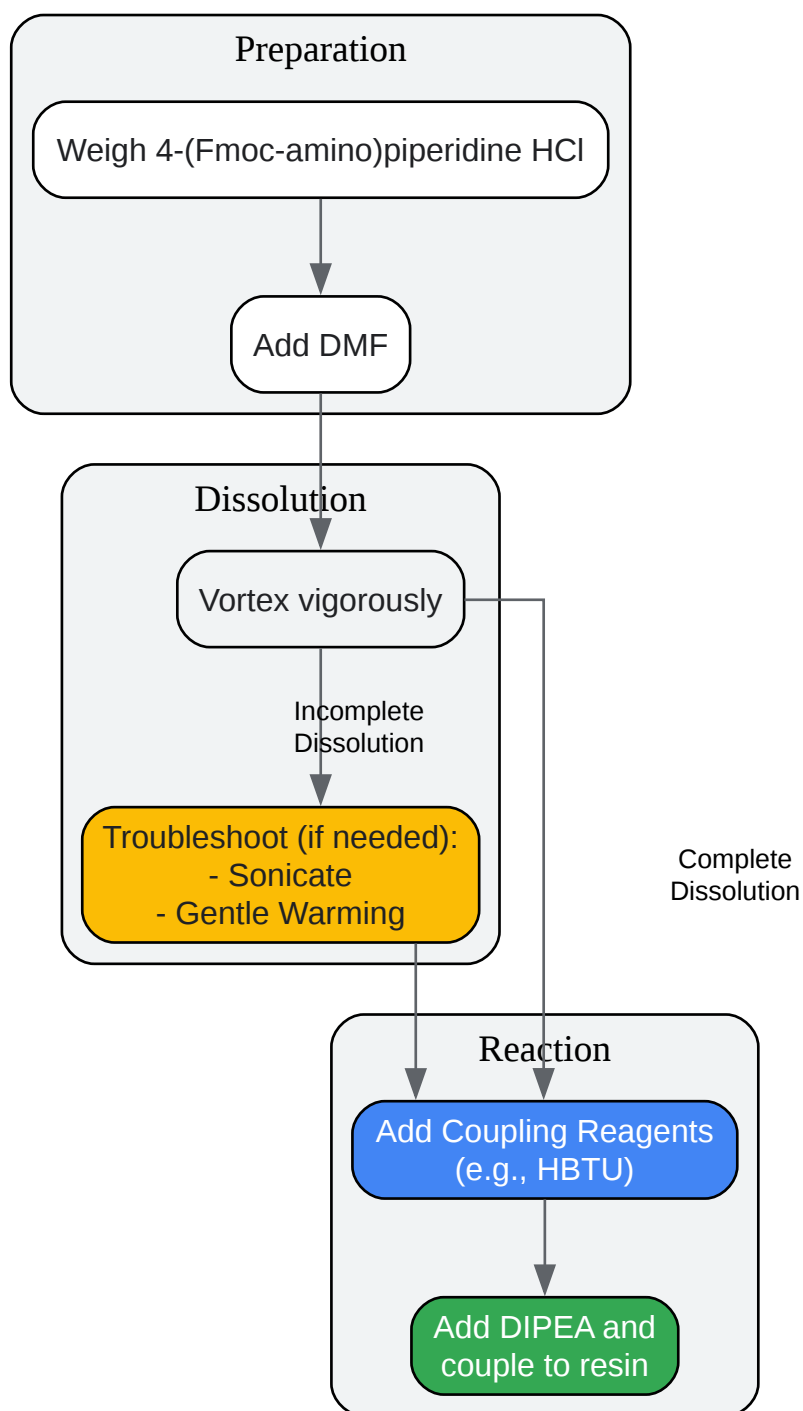 Preparation
Weigh 4-(Fmoc-amino)piperidine HCl
Add DMF
Dissolution
Vortex vigorously
Incomplete
Dissolution
Troubleshoot (if needed):
- Sonicate
- Gentle Warming
Complete
Dissolution
Reaction
Add Coupling Reagents
(e.g., HBTU)
Add DIPEA and
couple to resin